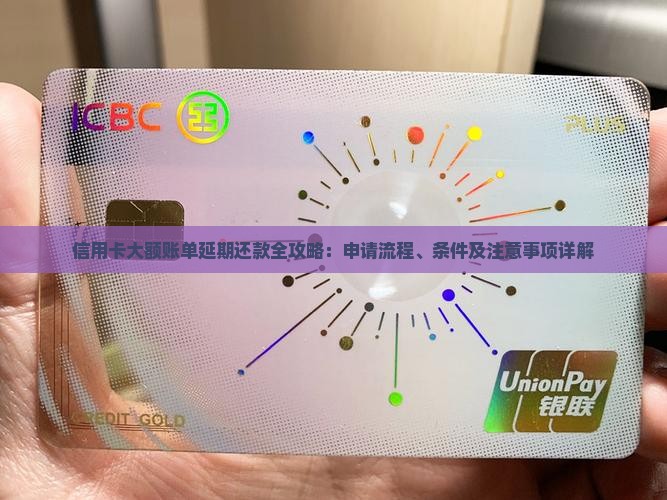 ICBC
PLUS
信用卡大额账单延期还款全攻略：申请流程、条件及注意事项详解
UnionPay
银联
CREDIT GOLD